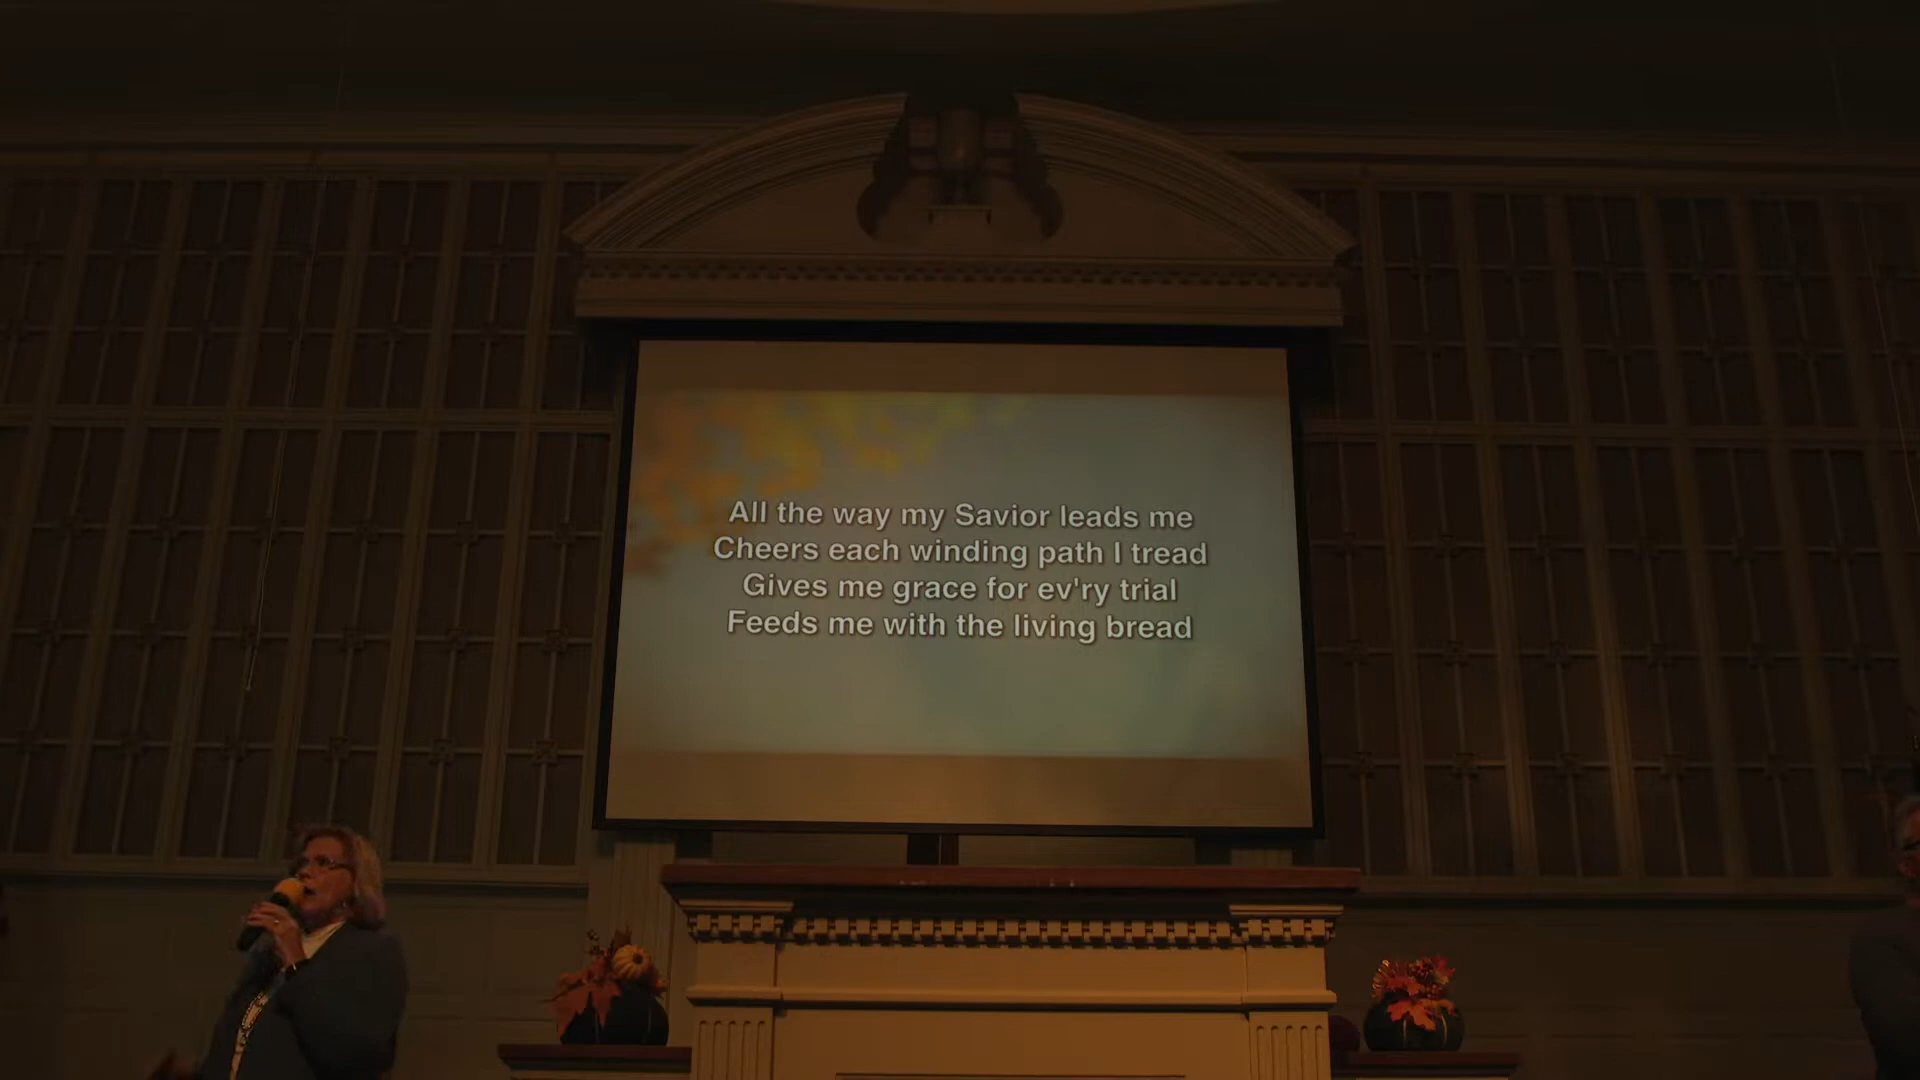 All the way my Savior leads me
Cheers each winding path I tread
Gives me grace for ev'ry trial
Feeds me with the living bread